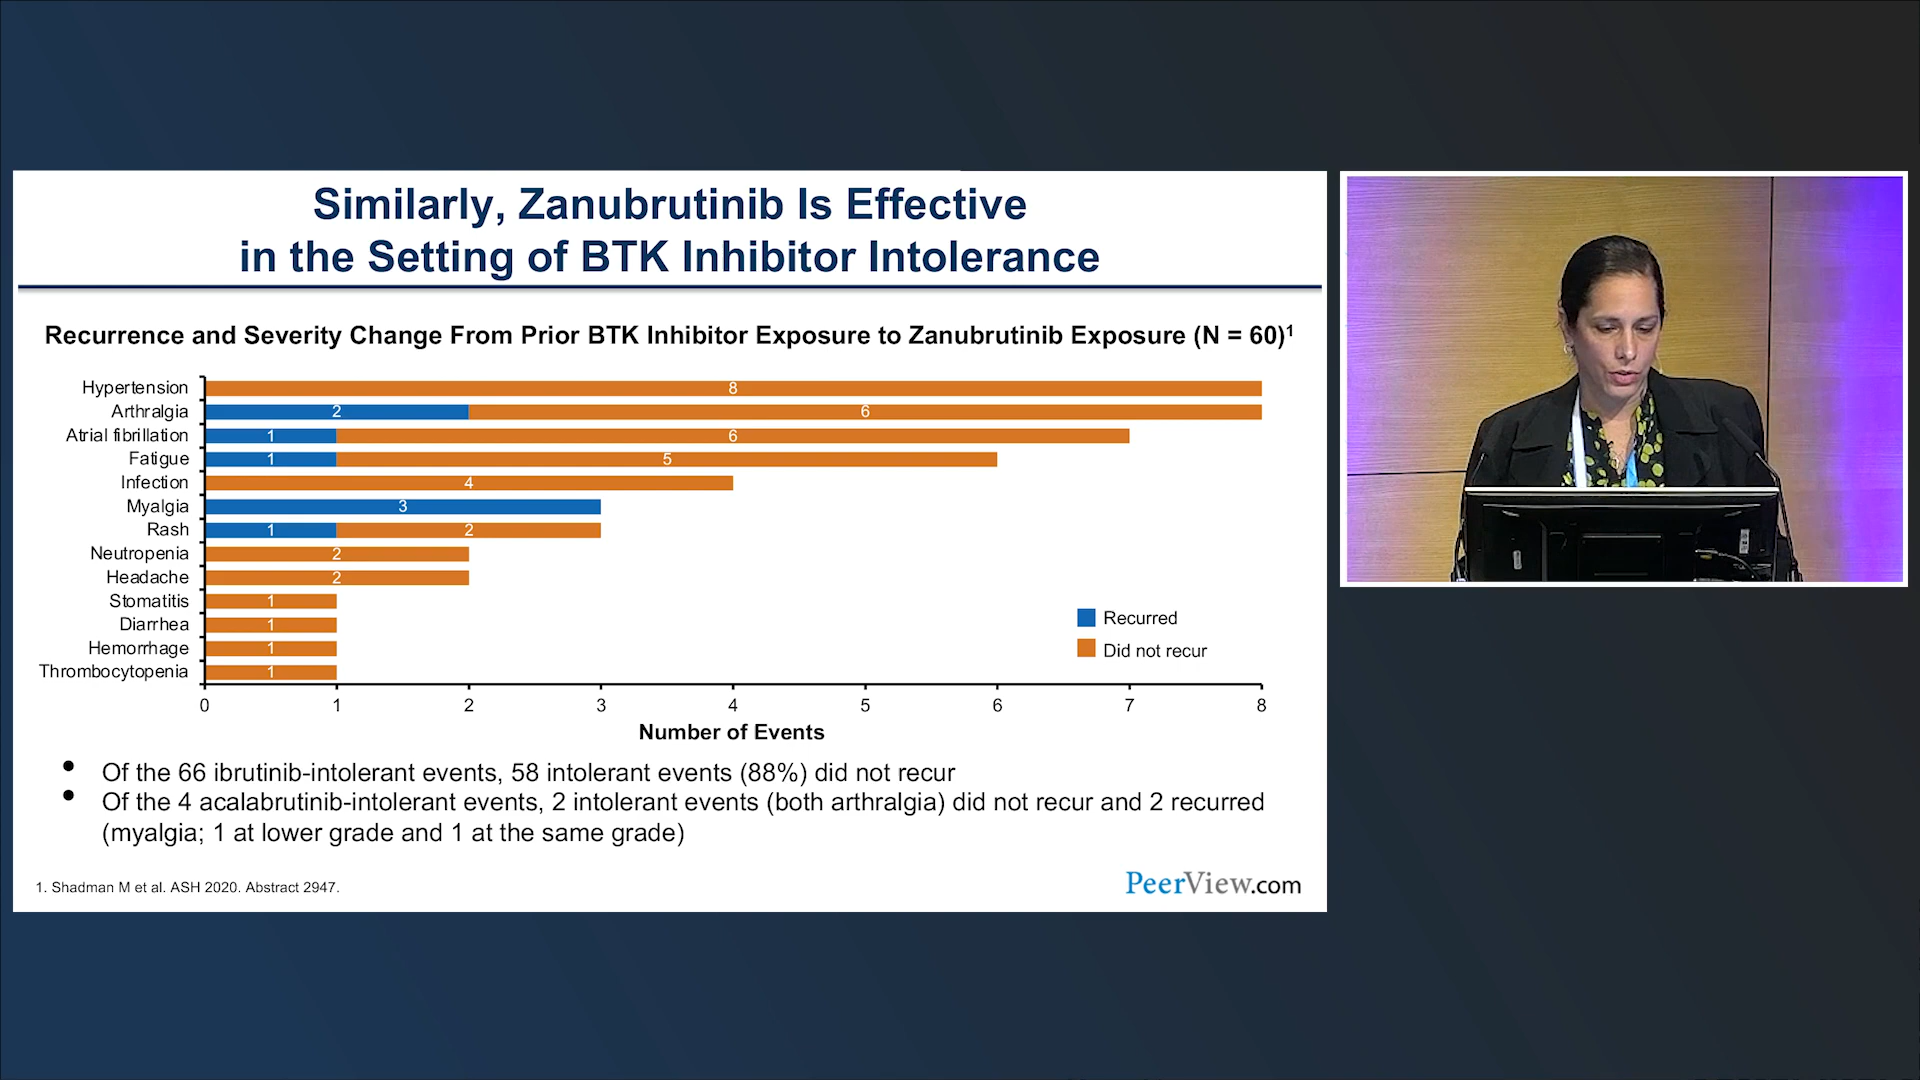 Similarly, Zanubrutinib Is Effective
in the Setting of BTK Inhibitor Intolerance
Recurrence and Severity Change From Prior BTK Inhibitor Exposure to Zanubrutinib Exposure (N = 60)¹
Hypertension 8
Arthralgia 2 6
Atrial fibrillation 1 6
Fatigue 1 5
Infection 4
Myalgia 3
Rash 1 2
Neutropenia 2
Headache 2
Stomatitis 1
Diarrhea 1
Hemorrhage 1
Thrombocytopenia 1
Recurred
Did not recur
0 1 2 3 4 5 6 7 8
Number of Events
• Of the 66 ibrutinib-intolerant events, 58 intolerant events (88%) did not recur
• Of the 4 acalabrutinib-intolerant events, 2 intolerant events (both arthralgia) did not recur and 2 recurred
(myalgia; 1 at lower grade and 1 at the same grade)
1. Shadman M et al. ASH 2020. Abstract 2947.
PeerView.com